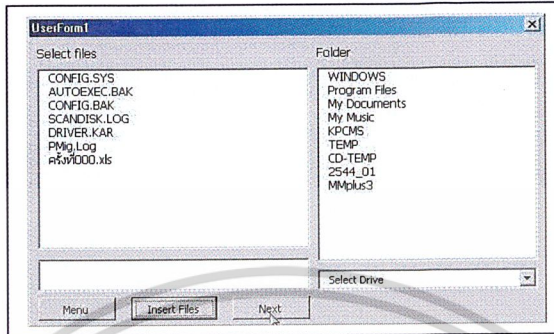 UserForm1
Select files
CONFIG.SYS
AUTOEXEC.BAK
CONFIG.BAK
SCANDISK.LOG
DRIVER.KAR
PMig.Log
ครั้งที่000.xls
Folder
WINDOWS
Program Files
My Documents
My Music
KPCMS
TEMP
CD-TEMP
2544_01
MMplus3
Select Drive
Menu
Insert Files
Next